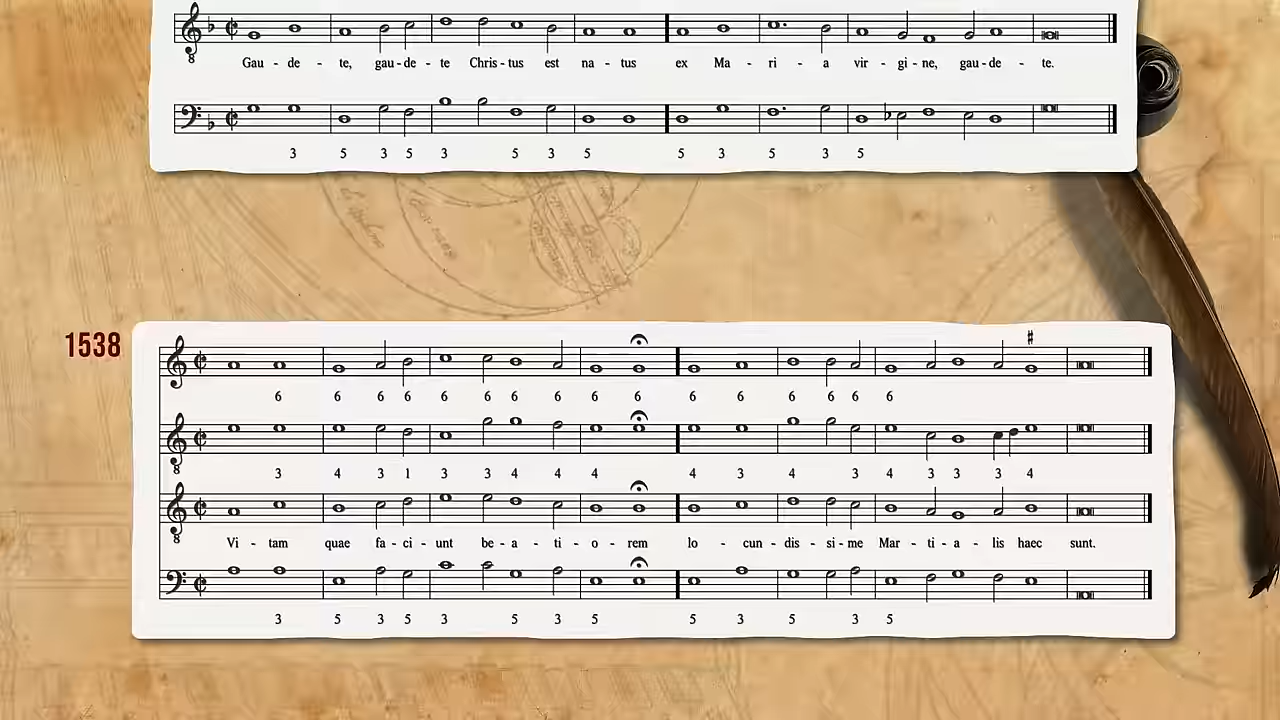 8
Gau - de - te, gau - de - te Chris - tus est na - tus ex Ma - ri - a vir - gi - ne, gau - de - te.
3 5 3 5 3 5 3 5 5 3 5 3 5
1538
6 6 6 6 6 6 6 6 6 6 6 6 6 6 6 6
8
3 4 3 1 3 3 4 4 4 4 3 4 3 4 3 3 3 4
8
Vi - tam quae fa - ci - unt be - a - ti - o - rem Io - cun - dis - si - me Mar - ti - a - lis haec sunt.
3 5 3 5 3 5 3 5 5 3 5 3 5